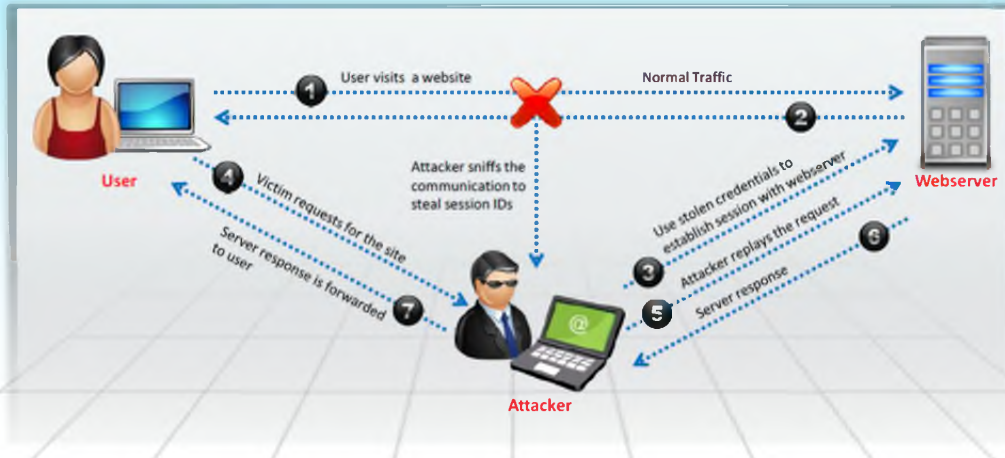 1
User visits a website
Normal Traffic
2
Attacker sniffs the
communication to
steal session IDs
User
Webserver
4
Victim requests for the site
Use stolen credentials to
establish session with webserver
3
Server response is forwarded
to user
7
Attacker replays the request
5
Server response
6
@
Attacker